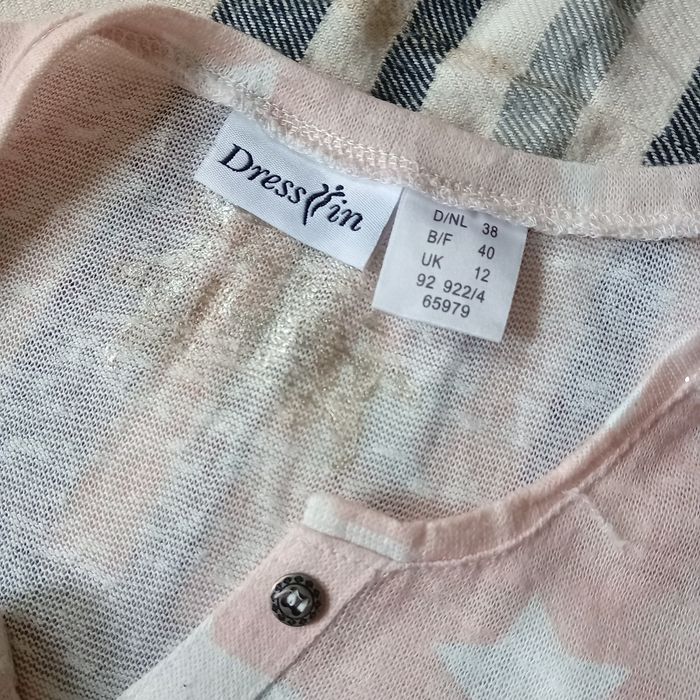 Dress in
D/NL 38
B/F 40
UK 12
92 922/4
65979